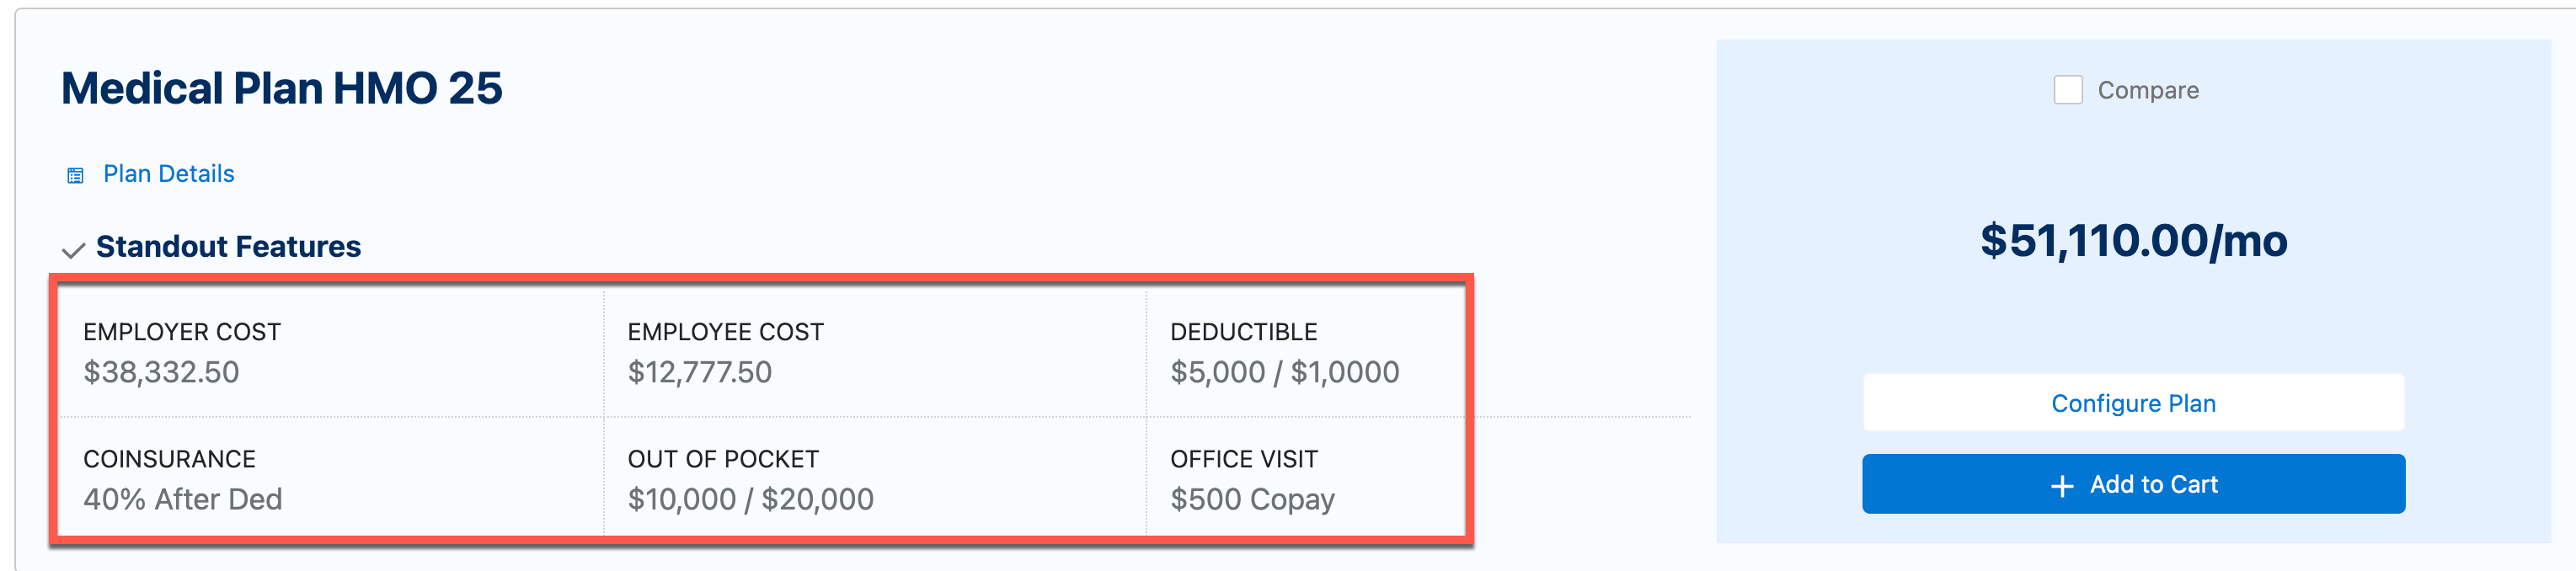 Medical Plan HMO 25
Plan Details
Standout Features
EMPLOYER COST
$38,332.50
EMPLOYEE COST
$12,777.50
DEDUCTIBLE
$5,000 / $1,0000
COINSURANCE
40% After Ded
OUT OF POCKET
$10,000 / $20,000
OFFICE VISIT
$500 Copay
Compare
$51,110.00/mo
Configure Plan
Add to Cart